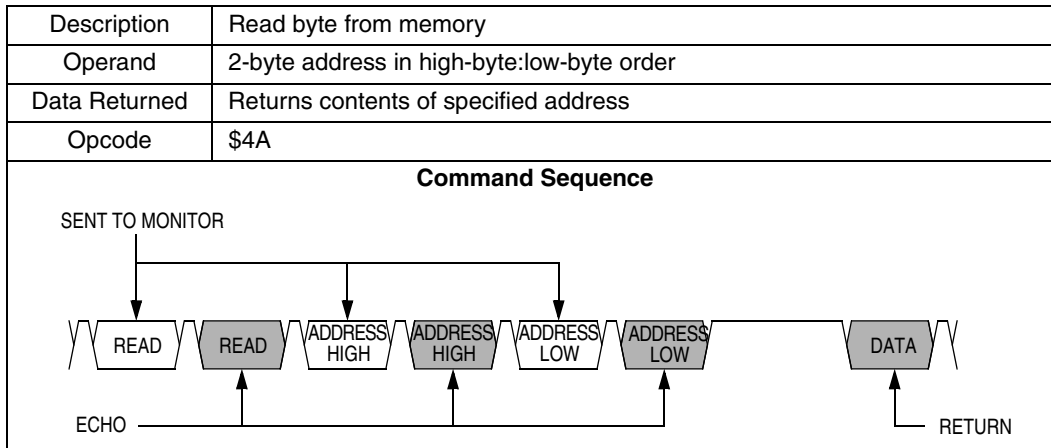 Description Read byte from memory
Operand 2-byte address in high-byte:low-byte order
Data Returned Returns contents of specified address
Opcode $4A
Command Sequence
SENT TO MONITOR
READ READ ADDRESS HIGH ADDRESS HIGH ADDRESS LOW ADDRESS LOW DATA
ECHO RETURN